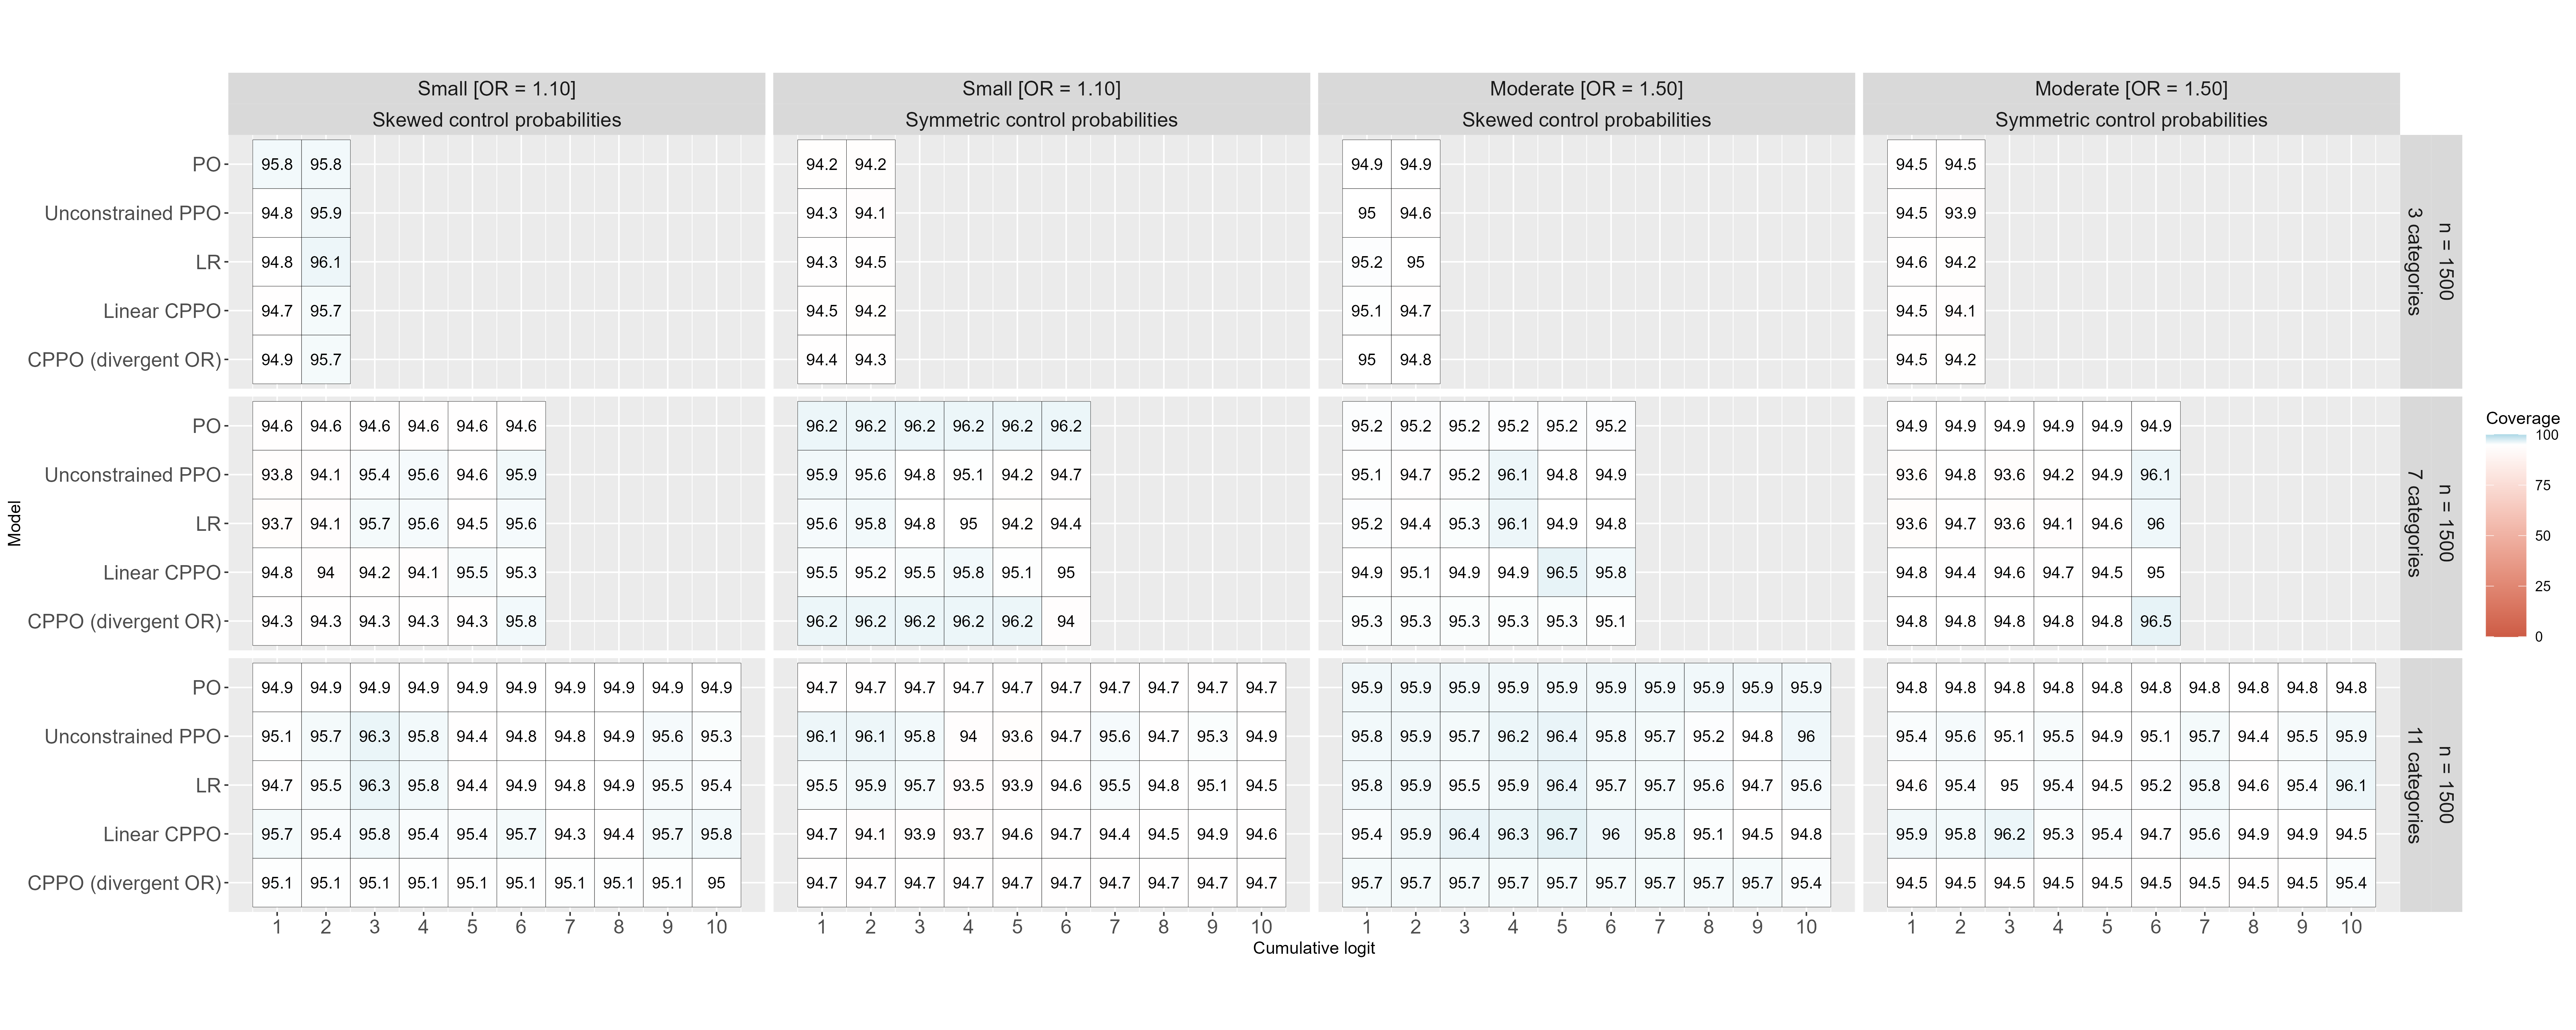 Small [OR = 1.10] Small [OR = 1.10] Moderate [OR = 1.50] Moderate [OR = 1.50]
Skewed control probabilities Symmetric control probabilities Skewed control probabilities Symmetric control probabilities
PO 95.8 95.8 94.2 94.2 94.9 94.9 94.5 94.5
Unconstrained PPO 94.8 95.9 94.3 94.1 95 94.6 94.5 93.9
LR 94.8 96.1 94.3 94.5 95.2 95 94.6 94.2
Linear CPPO 94.7 95.7 94.5 94.2 95.1 94.7 94.5 94.1
CPPO (divergent OR) 94.9 95.7 94.4 94.3 95 94.8 94.5 94.2
n = 1500
3 categories
PO 94.6 94.6 94.6 94.6 94.6 94.6 96.2 96.2 96.2 96.2 96.2 96.2 95.2 95.2 95.2 95.2 95.2 95.2 94.9 94.9 94.9 94.9 94.9 94.9
Unconstrained PPO 93.8 94.1 95.4 95.6 94.6 95.9 95.9 95.6 94.8 95.1 94.2 94.7 95.1 94.7 95.2 96.1 94.8 94.9 93.6 94.8 93.6 94.2 94.9 96.1
LR 93.7 94.1 95.7 95.6 94.5 95.6 95.6 95.8 94.8 95 94.2 94.4 95.2 94.4 95.3 96.1 94.9 94.8 93.6 94.7 93.6 94.1 94.6 96
Linear CPPO 94.8 94 94.2 94.1 95.5 95.3 95.5 95.2 95.5 95.8 95.1 95 94.9 95.1 94.9 94.9 96.5 95.8 94.8 94.4 94.6 94.7 94.5 95
CPPO (divergent OR) 94.3 94.3 94.3 94.3 94.3 95.8 96.2 96.2 96.2 96.2 96.2 94 95.3 95.3 95.3 95.3 95.3 95.1 94.8 94.8 94.8 94.8 94.8 96.5
n = 1500
7 categories
PO 94.9 94.9 94.9 94.9 94.9 94.9 94.9 94.9 94.9 94.9 94.7 94.7 94.7 94.7 94.7 94.7 94.7 94.7 94.7 94.7 95.9 95.9 95.9 95.9 95.9 95.9 95.9 95.9 95.9 95.9 94.8 94.8 94.8 94.8 94.8 94.8 94.8 94.8 94.8 94.8
Unconstrained PPO 95.1 95.7 96.3 95.8 94.4 94.8 94.8 94.9 95.6 95.3 96.1 96.1 95.8 94 93.6 94.7 95.6 94.7 95.3 94.9 95.8 95.9 95.7 96.2 96.4 95.8 95.7 95.2 94.8 96 95.4 95.6 95.1 95.5 94.9 95.1 95.7 94.4 95.5 95.9
LR 94.7 95.5 96.3 95.8 94.4 94.9 94.8 94.9 95.5 95.4 95.5 95.9 95.7 93.5 93.9 94.6 95.5 94.8 95.1 94.5 95.8 95.9 95.5 95.9 96.4 95.7 95.7 95.6 94.7 95.6 94.6 95.4 95 95.4 94.5 95.2 95.8 94.6 95.4 96.1
Linear CPPO 95.7 95.4 95.8 95.4 95.4 95.7 94.3 94.4 95.7 95.8 94.7 94.1 93.9 93.7 94.6 94.7 94.4 94.5 94.9 94.6 95.4 95.9 96.4 96.3 96.7 96 95.8 95.1 94.5 94.8 95.9 95.8 96.2 95.3 95.4 94.7 95.6 94.9 94.9 94.5
CPPO (divergent OR) 95.1 95.1 95.1 95.1 95.1 95.1 95.1 95.1 95.1 95 94.7 94.7 94.7 94.7 94.7 94.7 94.7 94.7 94.7 94.7 95.7 95.7 95.7 95.7 95.7 95.7 95.7 95.7 95.7 95.4 94.5 94.5 94.5 94.5 94.5 94.5 94.5 94.5 94.5 95.4
n = 1500
11 categories
1 2 3 4 5 6 7 8 9 10 1 2 3 4 5 6 7 8 9 10 1 2 3 4 5 6 7 8 9 10 1 2 3 4 5 6 7 8 9 10
Cumulative logit
Model
Coverage
100
75
50
25
0